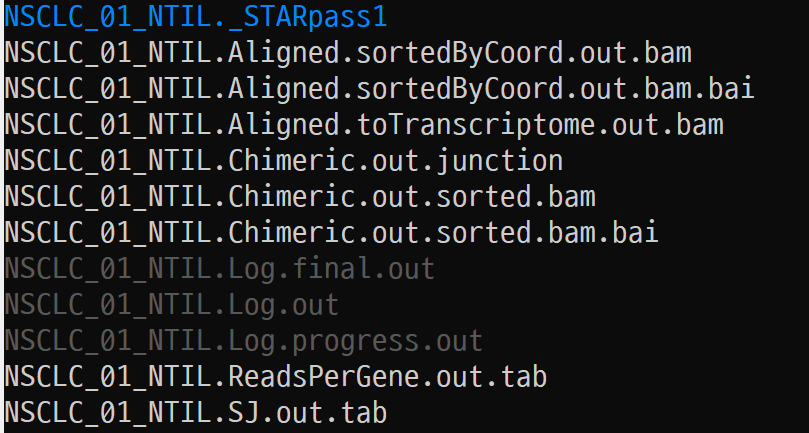 NSCLC_01_NTIL._STARpass1
NSCLC_01_NTIL.Aligned.sortedByCoord.out.bam
NSCLC_01_NTIL.Aligned.sortedByCoord.out.bam.bai
NSCLC_01_NTIL.Aligned.toTranscriptome.out.bam
NSCLC_01_NTIL.Chimeric.out.junction
NSCLC_01_NTIL.Chimeric.out.sorted.bam
NSCLC_01_NTIL.Chimeric.out.sorted.bam.bai
NSCLC_01_NTIL.Log.final.out
NSCLC_01_NTIL.Log.out
NSCLC_01_NTIL.Log.progress.out
NSCLC_01_NTIL.ReadsPerGene.out.tab
NSCLC_01_NTIL.SJ.out.tab